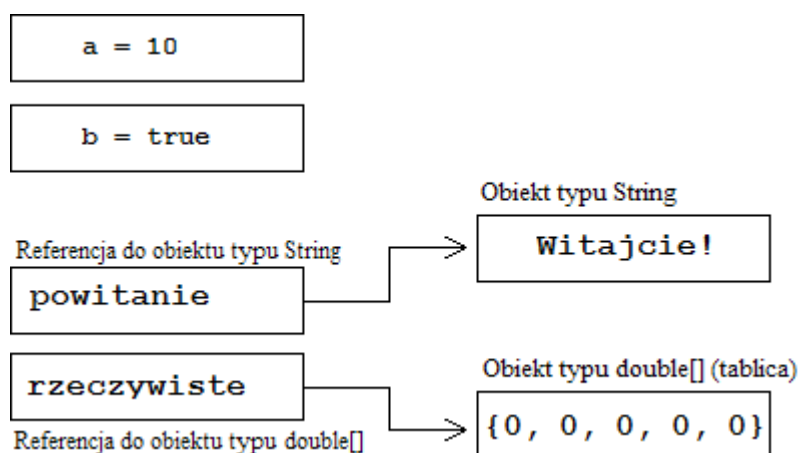 a = 10
b = true
Obiekt typu String
Witajcie!
Referencja do obiektu typu String
powitanie
rzeczywiste
Referencja do obiektu typu double[]
Obiekt typu double[] (tablica)
{0, 0, 0, 0, 0}